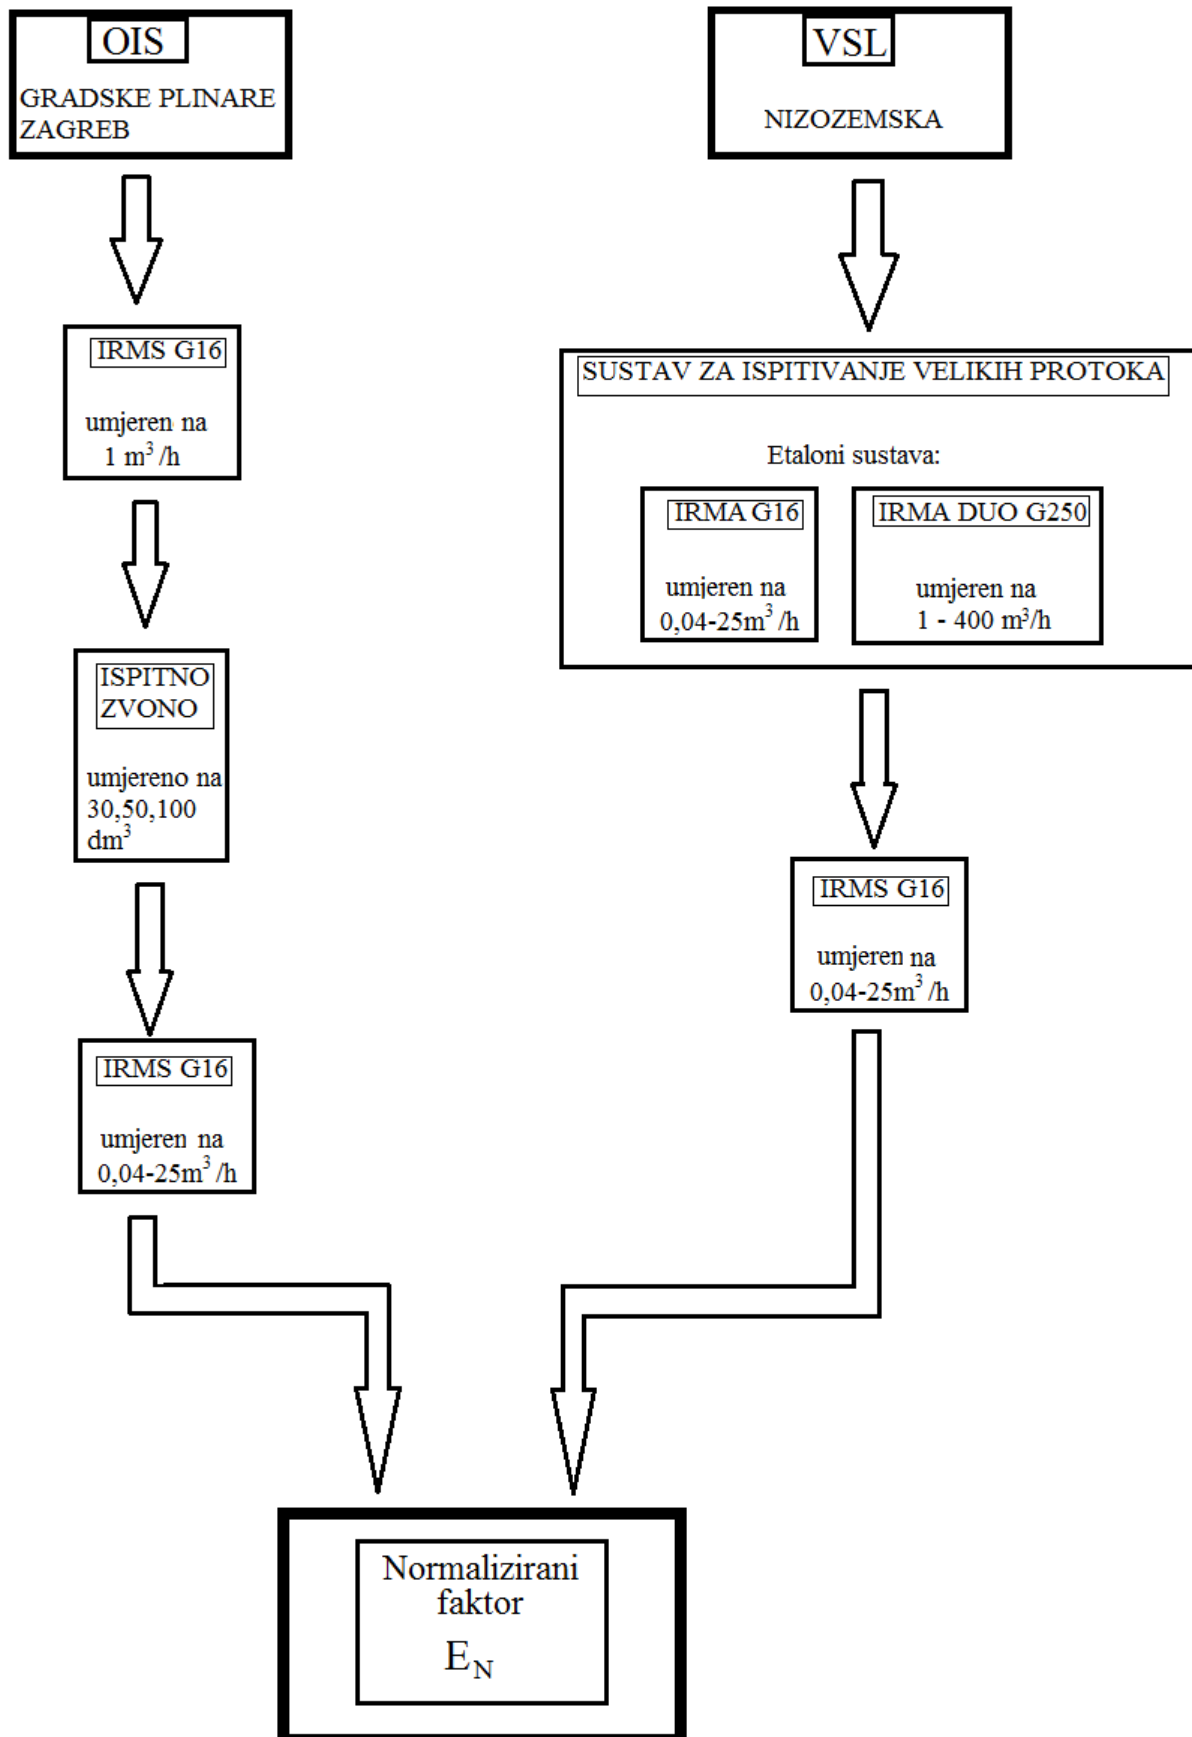 OIS
GRADSKE PLINARE
ZAGREB
IRMS G16
umjeren na
1 m³/h
ISPITNO
ZVONO
umjereno na
30,50,100
dm³
IRMS G16
umjeren na
0,04-25m³/h
VSL
NIZOZEMSKA
SUSTAV ZA ISPITIVANJE VELIKIH PROTOKA
Etaloni sustava:
IRMA G16
umjeren na
0,04-25m³/h
IRMA DUO G250
umjeren na
1 - 400 m³/h
IRMS G16
umjeren na
0,04-25m³/h
Normalizirani
faktor
E_N